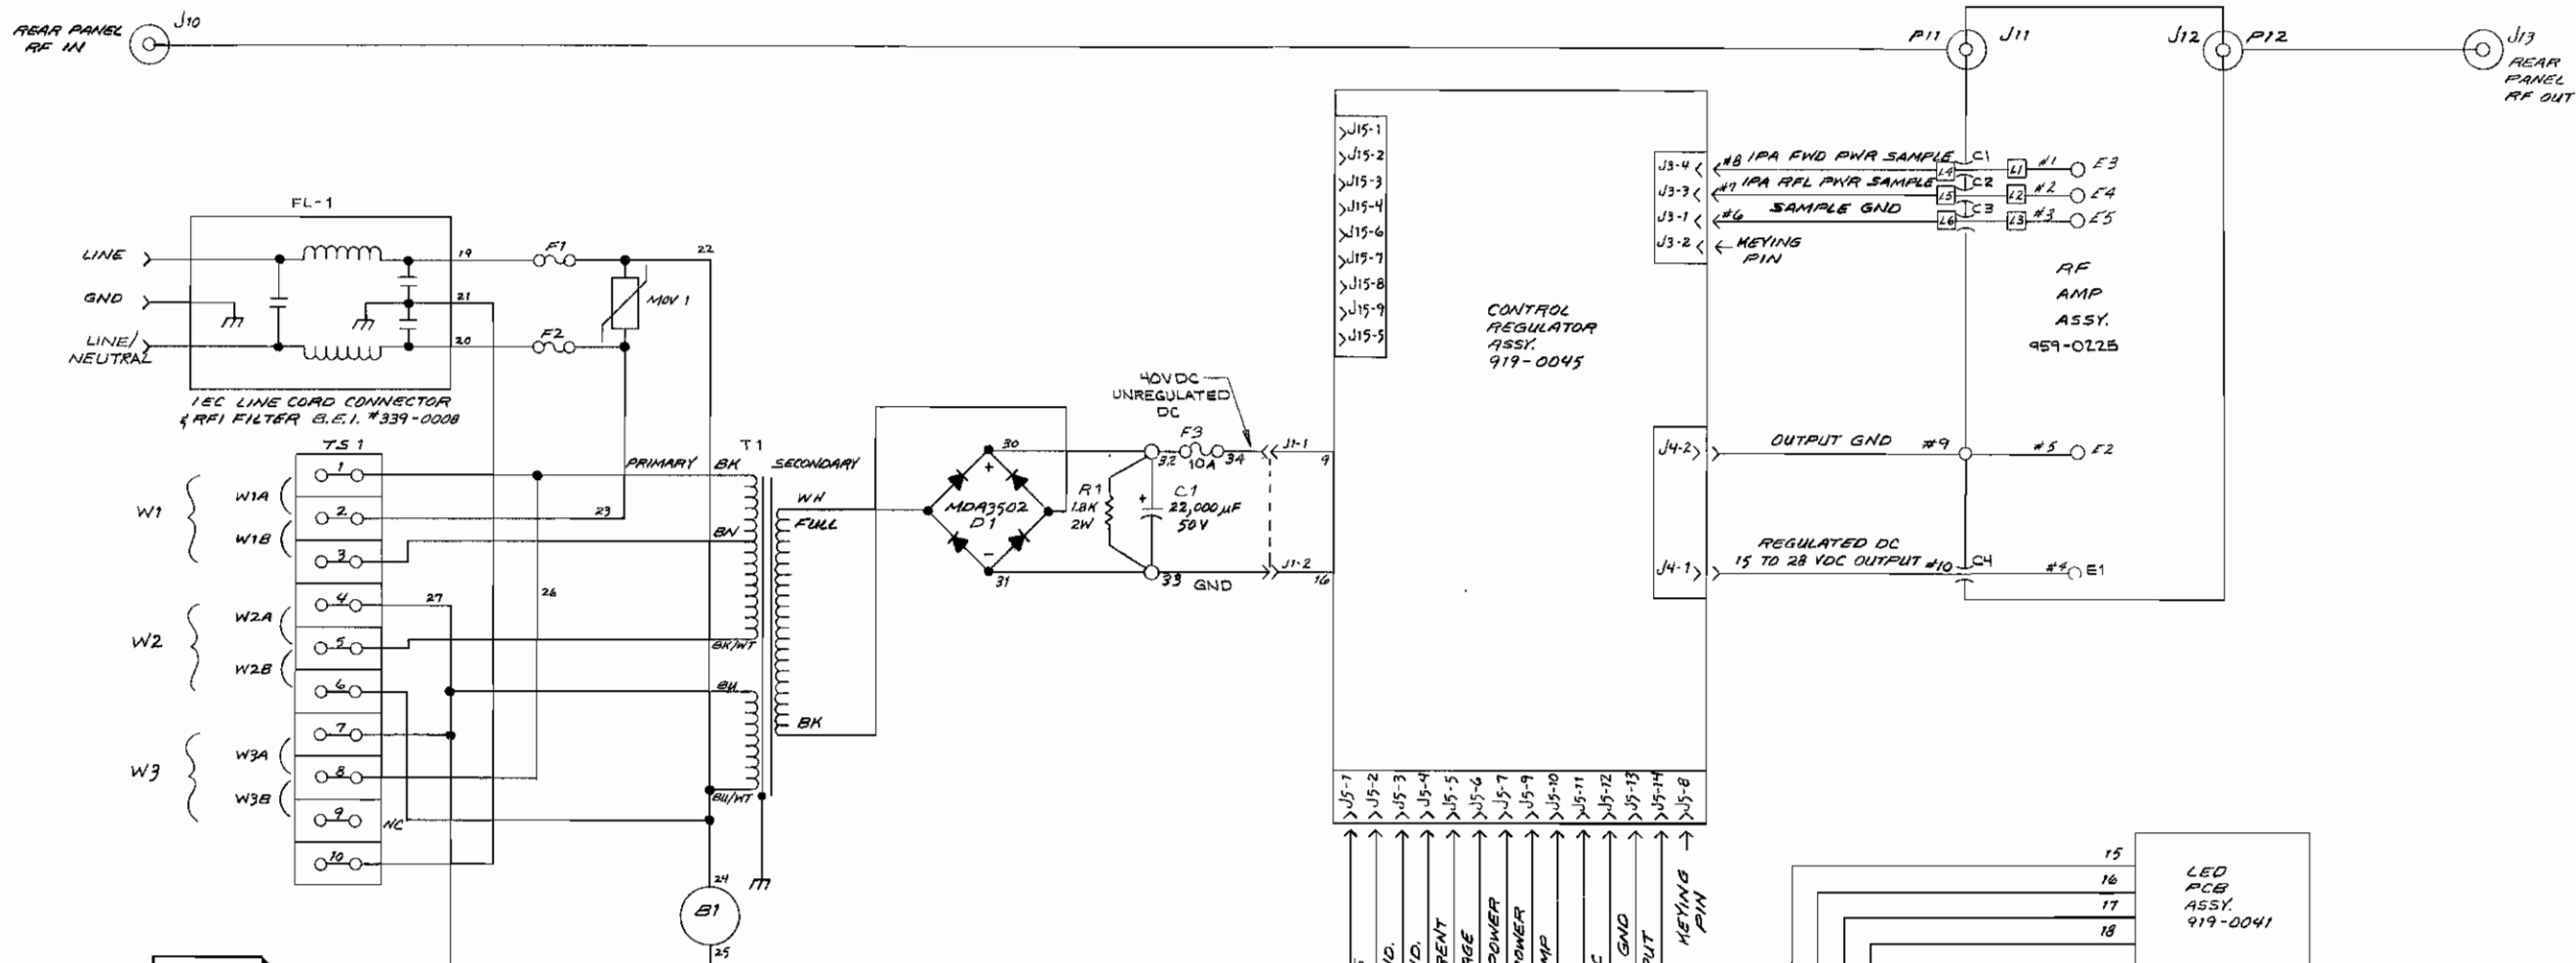 REAR PANEL
RF IN
J10
P11
J11
J12
P12
J13
REAR
PANEL
RF OUT
FL-1
LINE
GND
LINE/
NEUTRAL
19
21
20
F1
F2
22
MOV 1
IEC LINE CORD CONNECTOR
& RFI FILTER B.E.I. #339-0008
TS 1
1
2
3
4
5
6
7
8
9
10
W1
W1A
W1B
W2
W2A
W2B
W3
W3A
W3B
NC
23
26
27
T1
PRIMARY
SECONDARY
BK
BN
BK/WT
BU
BU/WT
WH
FULL
BK
24
B1
25
30
+
MDA3502
D1
-
31
R1
1.8K
2W
+
C1
22,000µF
50V
32
F3
10A
34
33
GND
40VDC
UNREGULATED
DC
J1-1
9
J1-2
16
J15-1
J15-2
J15-3
J15-4
J15-6
J15-7
J15-8
J15-9
J15-5
CONTROL
REGULATOR
ASSY.
919-0045
J3-4
J3-3
J3-1
J3-2
#8 IPA FWD PWR SAMPLE
#7 IPA RFL PWR SAMPLE
#6 SAMPLE GND
KEYING
PIN
L4
L5
L6
C1
C2
C3
L1
L2
L3
#1
#2
#3
E3
E4
E5
RF
AMP
ASSY.
959-0225
J4-2
OUTPUT GND #9
#5
E2
REGULATED DC
15 TO 28 VDC OUTPUT #10
J4-1
C4
#4
E1
J5-1
J5-2
J5-3
J5-4
J5-5
J5-6
J5-7
J5-9
J5-10
J5-11
J5-12
J5-13
J5-14
J5-8
POWER
GND
KEYING
PIN
15
16
17
18
LED
PCB
ASSY.
919-0041